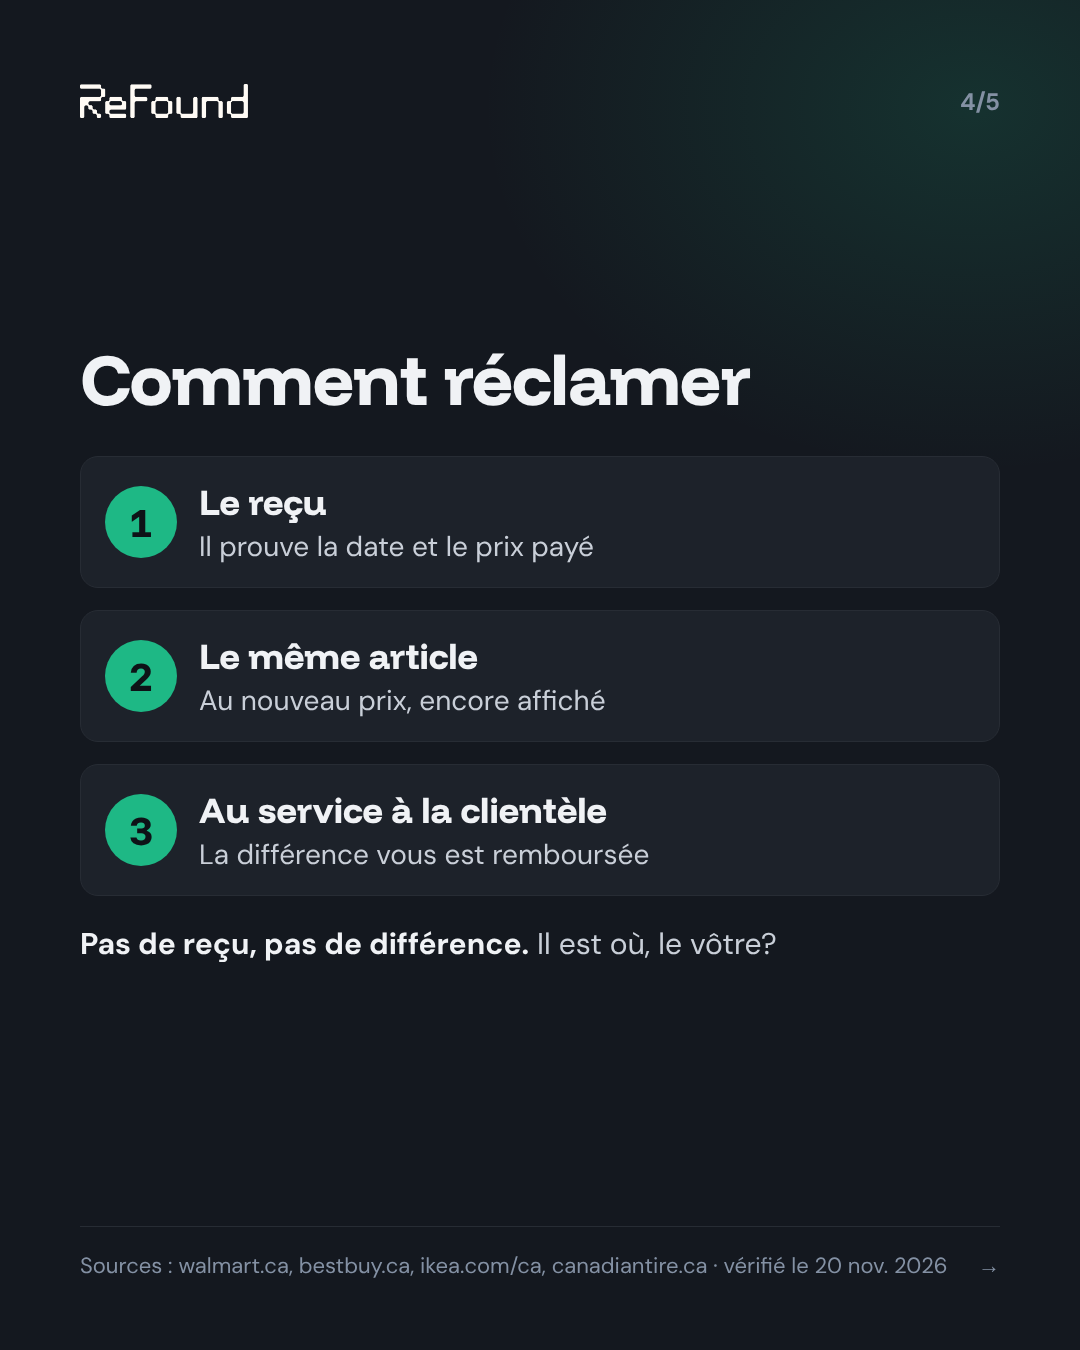 ReFound
4/5
Comment réclamer
1
Le reçu
Il prouve la date et le prix payé
2
Le même article
Au nouveau prix, encore affiché
3
Au service à la clientèle
La différence vous est remboursée
Pas de reçu, pas de différence. Il est où, le vôtre?
Sources : walmart.ca, bestbuy.ca, ikea.com/ca, canadiantire.ca · vérifié le 20 nov. 2026 →